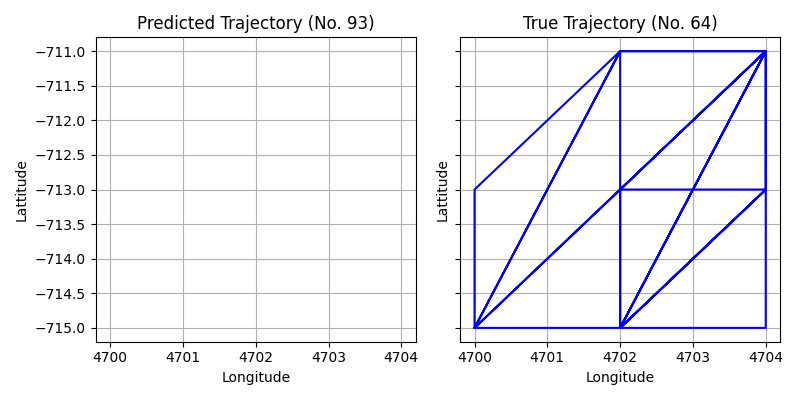 Predicted Trajectory (No. 93)
True Trajectory (No. 64)
−711.0
−711.5
−712.0
−712.5
−713.0
−713.5
−714.0
−714.5
−715.0
Lattitude
Lattitude
4700 4701 4702 4703 4704
4700 4701 4702 4703 4704
Longitude
Longitude